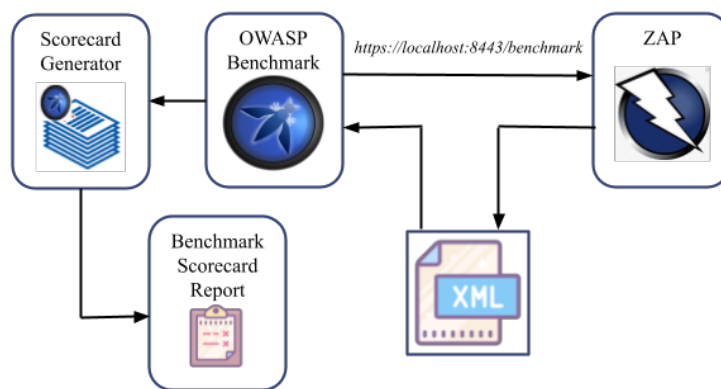 Scorecard
Generator
OWASP
Benchmark
https://localhost:8443/benchmark
ZAP
Benchmark
Scorecard
Report
XML